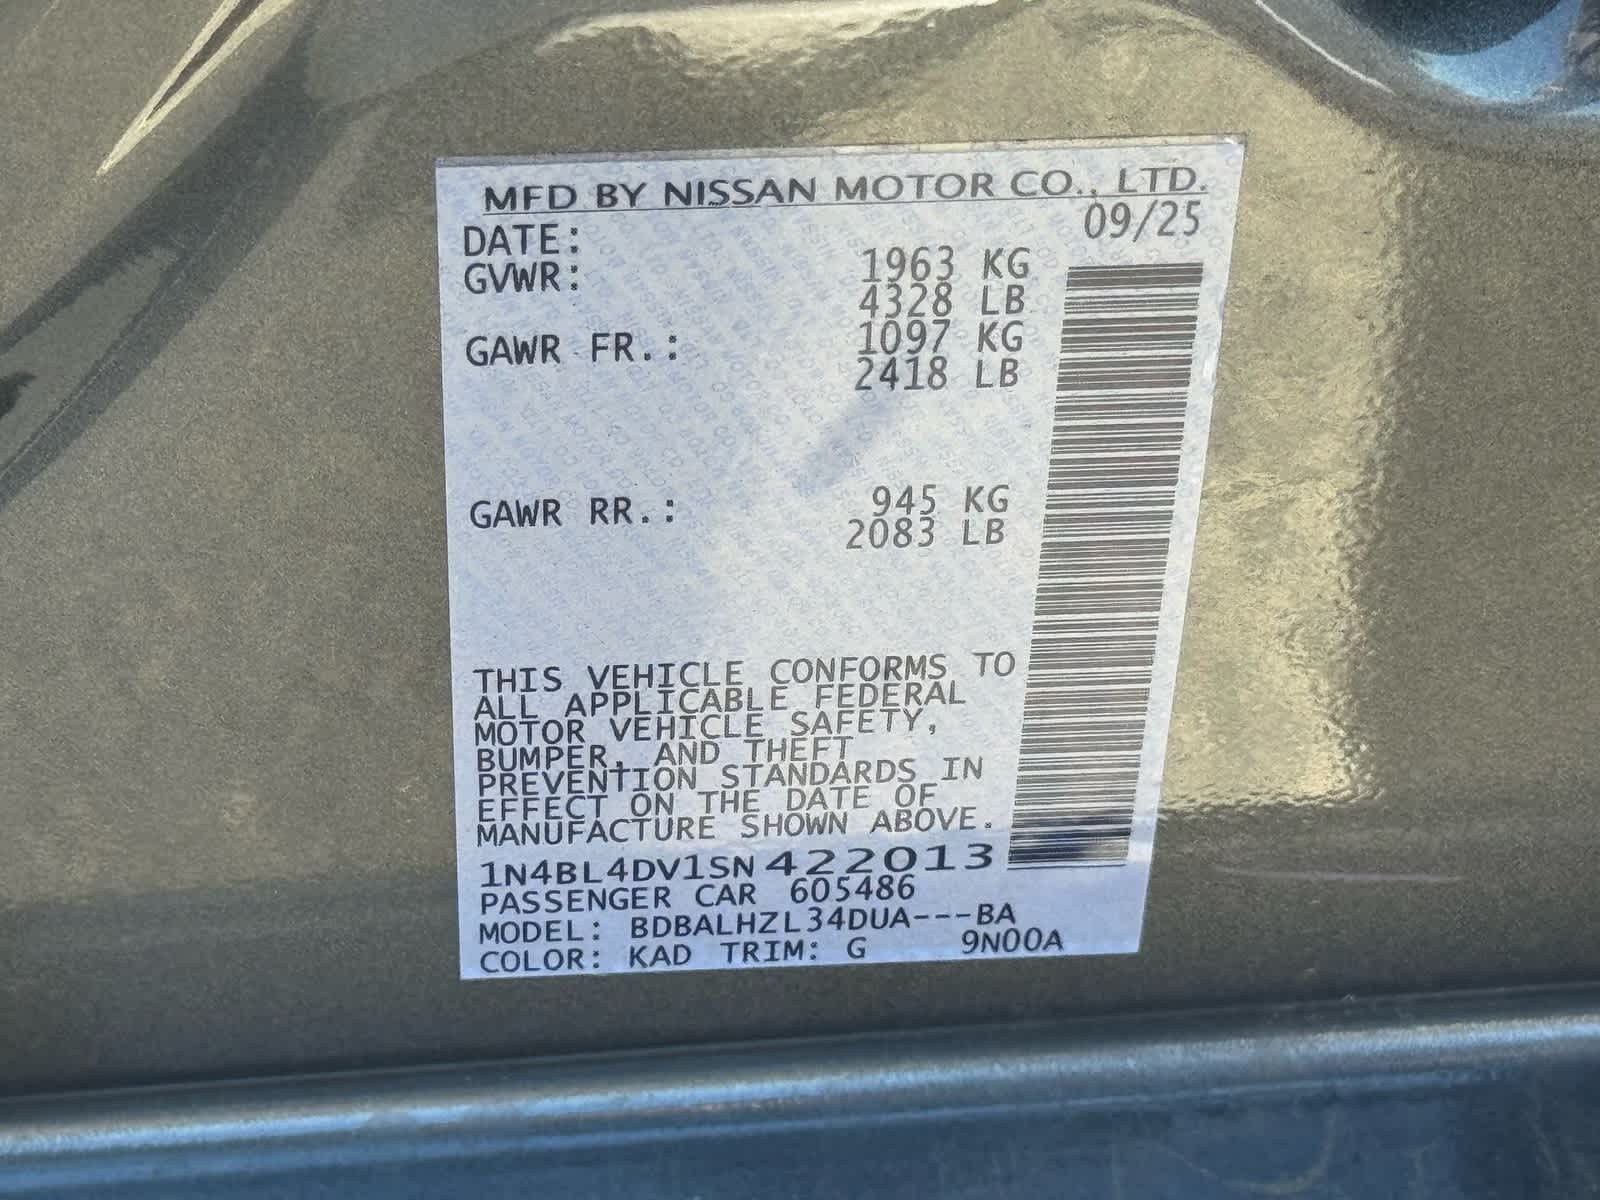 MFD BY NISSAN MOTOR CO., LTD.
DATE: 09/25
GVWR: 1963 KG
4328 LB
GAWR FR.: 1097 KG
2418 LB
GAWR RR.: 945 KG
2083 LB
THIS VEHICLE CONFORMS TO
ALL APPLICABLE FEDERAL
MOTOR VEHICLE SAFETY,
BUMPER, AND THEFT
PREVENTION STANDARDS IN
EFFECT ON THE DATE OF
MANUFACTURE SHOWN ABOVE.
1N4BL4DV1SN422013
PASSENGER CAR 605486
MODEL: BDBALHZL34DUA---BA
COLOR: KAD TRIM: G 9N00A